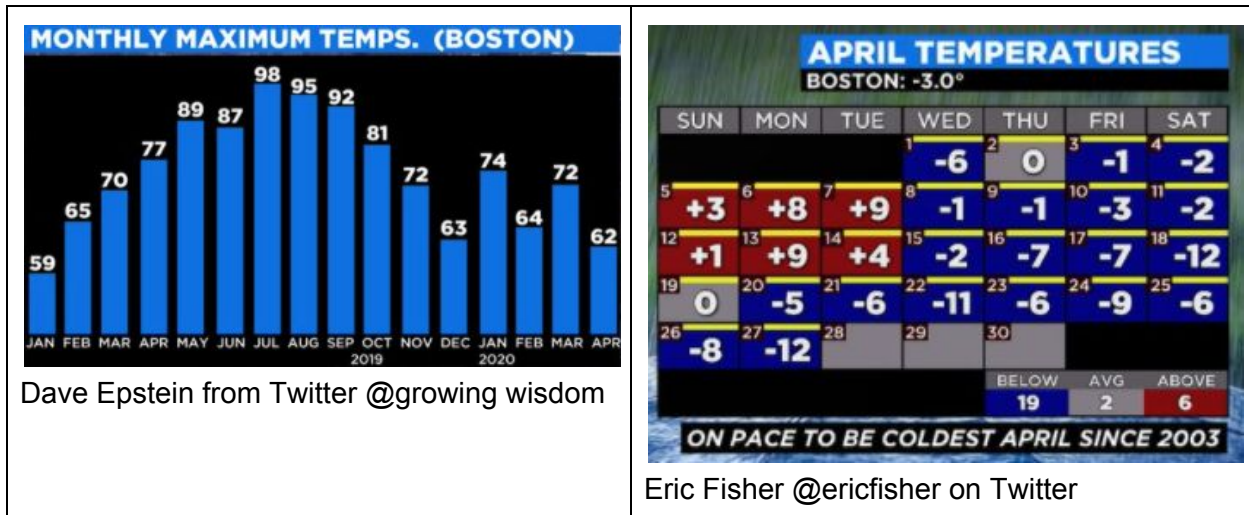 MONTHLY MAXIMUM TEMPS. (BOSTON)
59 65 70 77 89 87 98 95 92 81 72 63 74 64 72 62
JAN FEB MAR APR MAY JUN JUL AUG SEP OCT NOV DEC JAN FEB MAR APR
2019 2020
Dave Epstein from Twitter @growing wisdom
APRIL TEMPERATURES
BOSTON: -3.0°
SUN MON TUE WED THU FRI SAT
1 -6 2 0 3 -1 4 -2
5 +3 6 +8 7 +9 8 -1 9 -1 10 -3 11 -2
12 +1 13 +9 14 +4 15 -2 16 -7 17 -7 18 -12
19 0 20 -5 21 -6 22 -11 23 -6 24 -9 25 -6
26 -8 27 -12 28 29 30
BELOW AVG ABOVE
19 2 6
ON PACE TO BE COLDEST APRIL SINCE 2003
Eric Fisher @ericfisher on Twitter